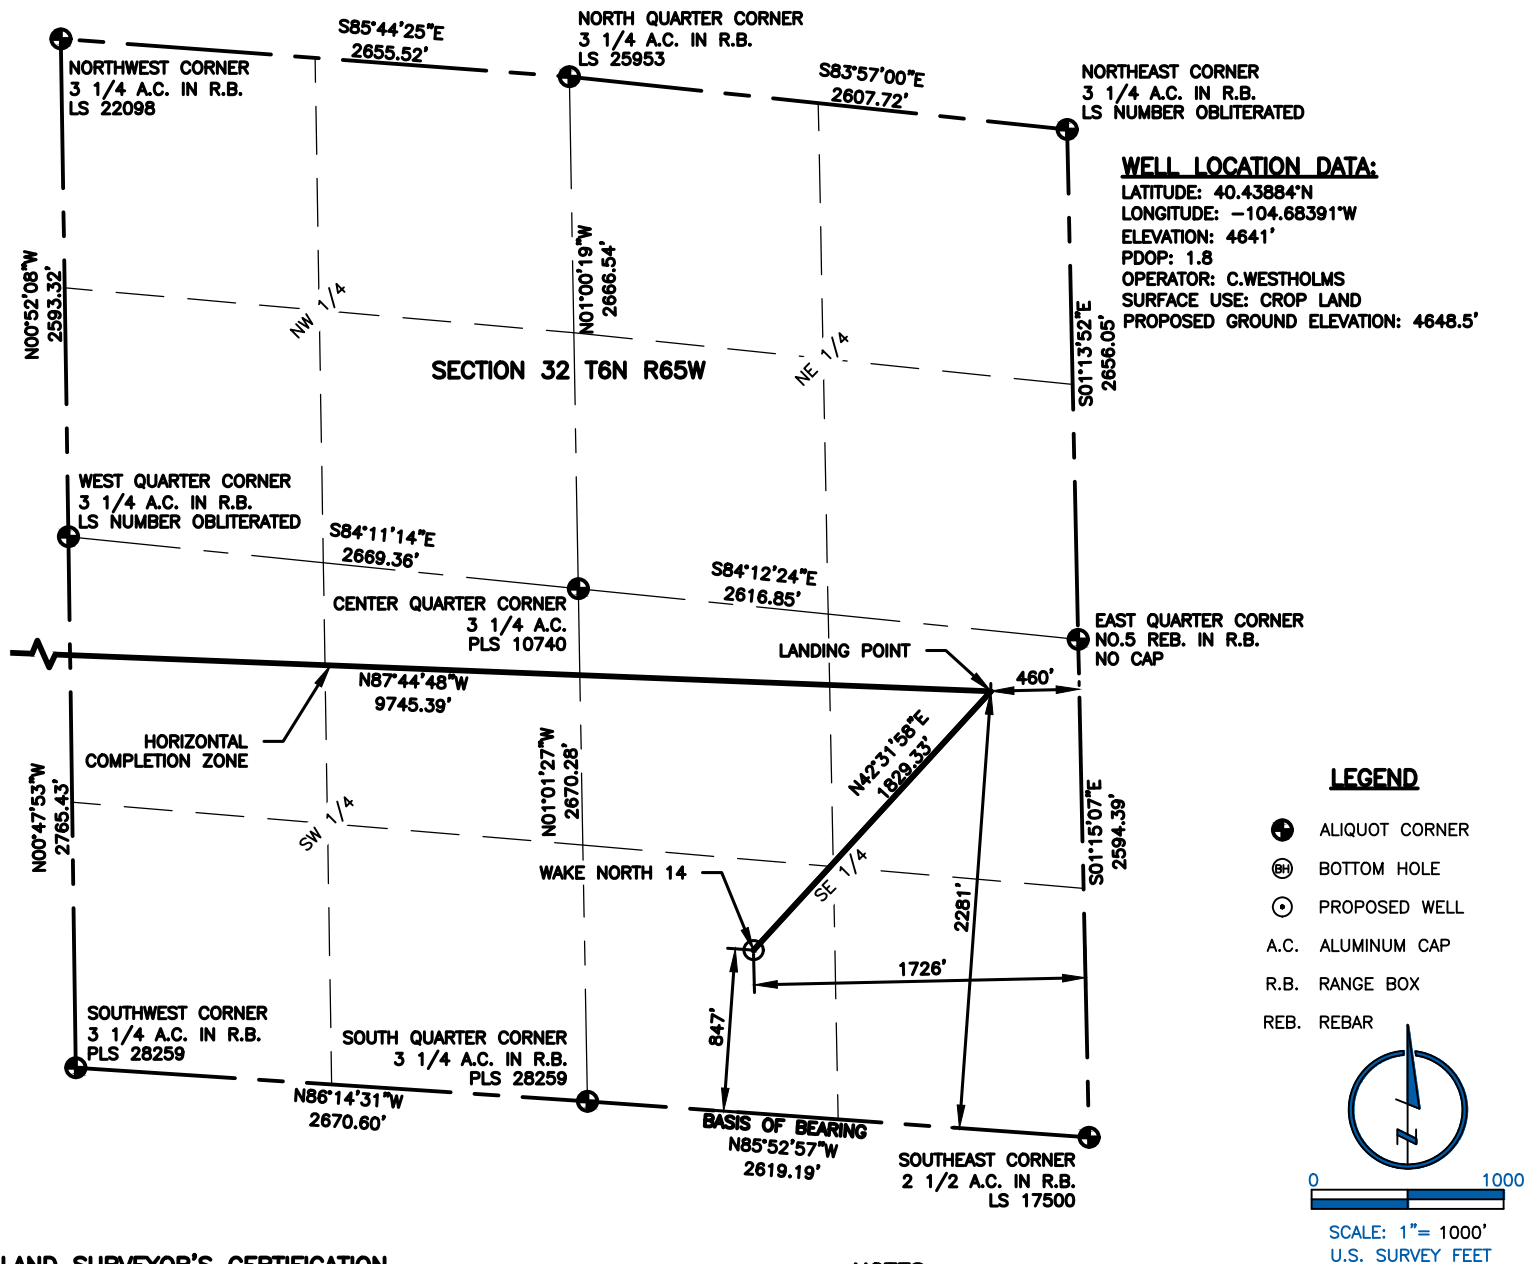 S85°44'25"E
2655.52'
NORTH QUARTER CORNER
3 1/4 A.C. IN R.B.
LS 25953
S83°57'00"E
2607.72'
NORTHWEST CORNER
3 1/4 A.C. IN R.B.
LS 22098
NORTHEAST CORNER
3 1/4 A.C. IN R.B.
LS NUMBER OBLITERATED
WELL LOCATION DATA:
LATITUDE: 40.43884°N
LONGITUDE: -104.68391°W
ELEVATION: 4641'
PDOP: 1.8
OPERATOR: C.WESTHOLMS
SURFACE USE: CROP LAND
PROPOSED GROUND ELEVATION: 4648.5'
N00°52'08"W
2593.32'
NW 1/4
N01°00'19"W
2666.54'
NE 1/4
S01°13'52"E
2656.05'
SECTION 32 T6N R65W
WEST QUARTER CORNER
3 1/4 A.C. IN R.B.
LS NUMBER OBLITERATED
S84°11'14"E
2669.36'
S84°12'24"E
2616.85'
CENTER QUARTER CORNER
3 1/4 A.C.
PLS 10740
EAST QUARTER CORNER
NO.5 REB. IN R.B.
NO CAP
LANDING POINT
460'
N87°44'48"W
9745.39'
HORIZONTAL
COMPLETION ZONE
N42°31'58"E
1829.33'
N00°47'53"W
2765.43'
SW 1/4
N01°01'27"W
2670.28'
SE 1/4
S01°15'07"E
2594.39'
WAKE NORTH 14
2281'
1726'
847'
LEGEND
ALIQUOT CORNER
BH BOTTOM HOLE
PROPOSED WELL
A.C. ALUMINUM CAP
R.B. RANGE BOX
REB. REBAR
SOUTHWEST CORNER
3 1/4 A.C. IN R.B.
PLS 28259
SOUTH QUARTER CORNER
3 1/4 A.C. IN R.B.
PLS 28259
N86°14'31"W
2670.60'
BASIS OF BEARING
N85°52'57"W
2619.19'
SOUTHEAST CORNER
2 1/2 A.C. IN R.B.
LS 17500
N
0 1000
SCALE: 1"= 1000'
U.S. SURVEY FEET
LAND SURVEYOR'S CERTIFICATION
NOTES